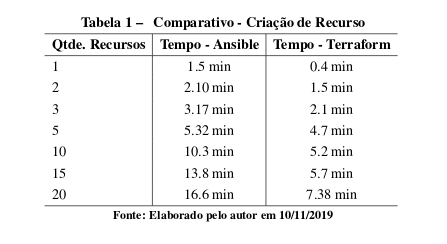 Tabela 1 – Comparativo - Criação de Recurso
Qtde. Recursos Tempo - Ansible Tempo - Terraform
1 1.5 min 0.4 min
2 2.10 min 1.5 min
3 3.17 min 2.1 min
5 5.32 min 4.7 min
10 10.3 min 5.2 min
15 13.8 min 5.7 min
20 16.6 min 7.38 min
Fonte: Elaborado pelo autor em 10/11/2019